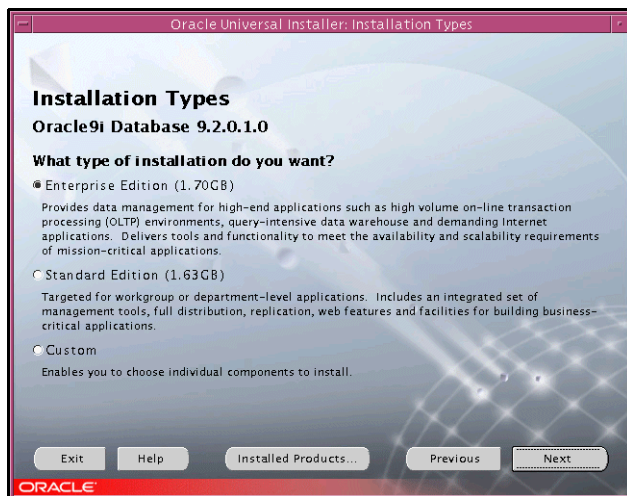 Oracle Universal Installer: Installation Types
Installation Types
Oracle9i Database 9.2.0.1.0
What type of installation do you want?
Enterprise Edition (1.70GB)
Provides data management for high-end applications such as high volume on-line transaction
processing (OLTP) environments, query-intensive data warehouse and demanding Internet
applications. Delivers tools and functionality to meet the availability and scalability requirements
of mission-critical applications.
Standard Edition (1.63GB)
Targeted for workgroup or department-level applications. Includes an integrated set of
management tools, full distribution, replication, web features and facilities for building business-
critical applications.
Custom
Enables you to choose individual components to install.
Exit Help Installed Products... Previous Next
ORACLE